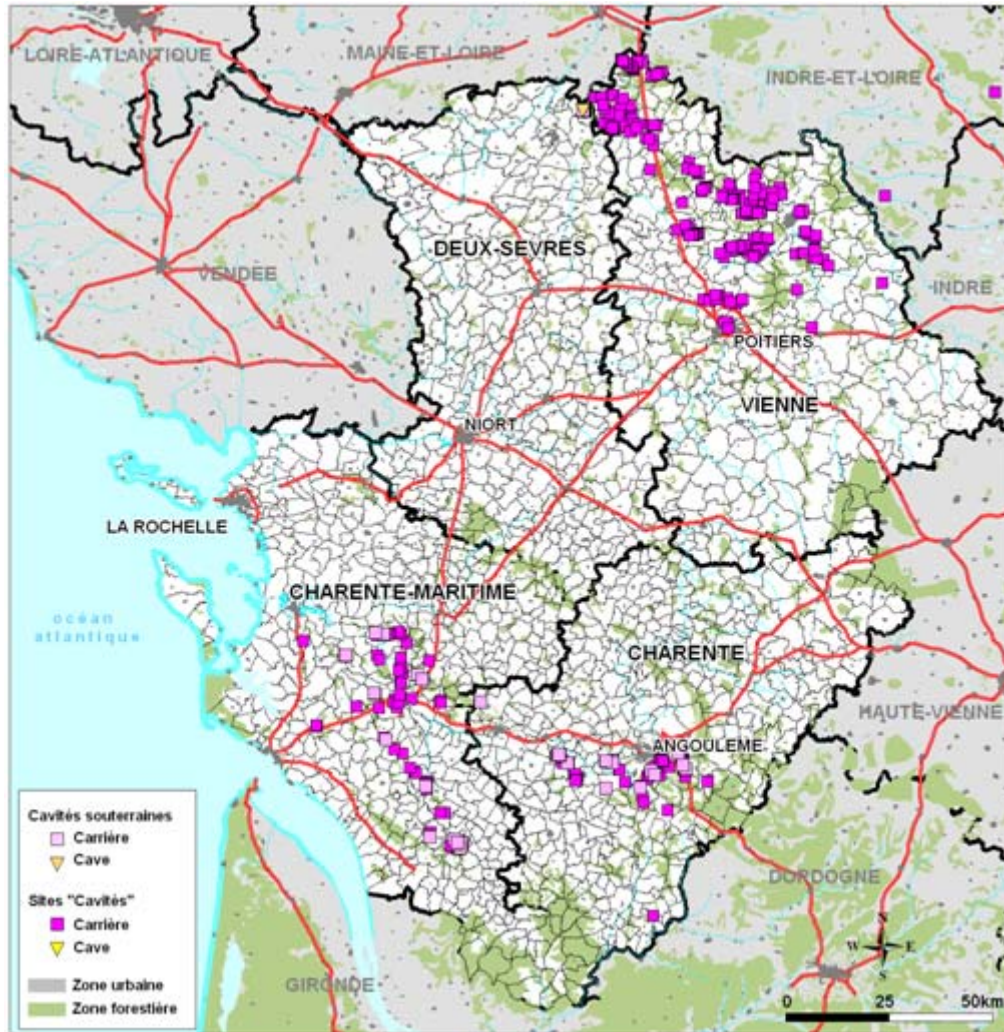 LOIRE-ATLANTIQUE
MAINE-ET-LOIRE
INDRE-ET-LOIRE
DEUX-SEVRES
VENDEE
INDRE
POITIERS
VIENNE
NIORT
LA ROCHELLE
CHARENTE-MARITIME
océan
atlantique
CHARENTE
HAUTE-VIENNE
ANGOULEME
Cavités souterraines
Carrière
Cave
Sites "Cavités"
Carrière
Cave
Zone urbaine
Zone forestière
DORDOGNE
GIRONDE
N
W E
S
0 25 50km